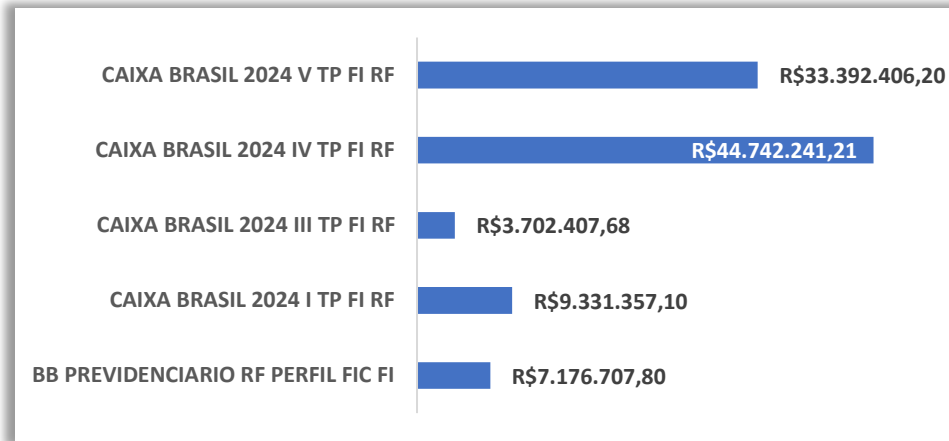 CAIXA BRASIL 2024 V TP FI RF R$33.392.406,20
CAIXA BRASIL 2024 IV TP FI RF R$44.742.241,21
CAIXA BRASIL 2024 III TP FI RF R$3.702.407,68
CAIXA BRASIL 2024 I TP FI RF R$9.331.357,10
BB PREVIDENCIARIO RF PERFIL FIC FI R$7.176.707,80